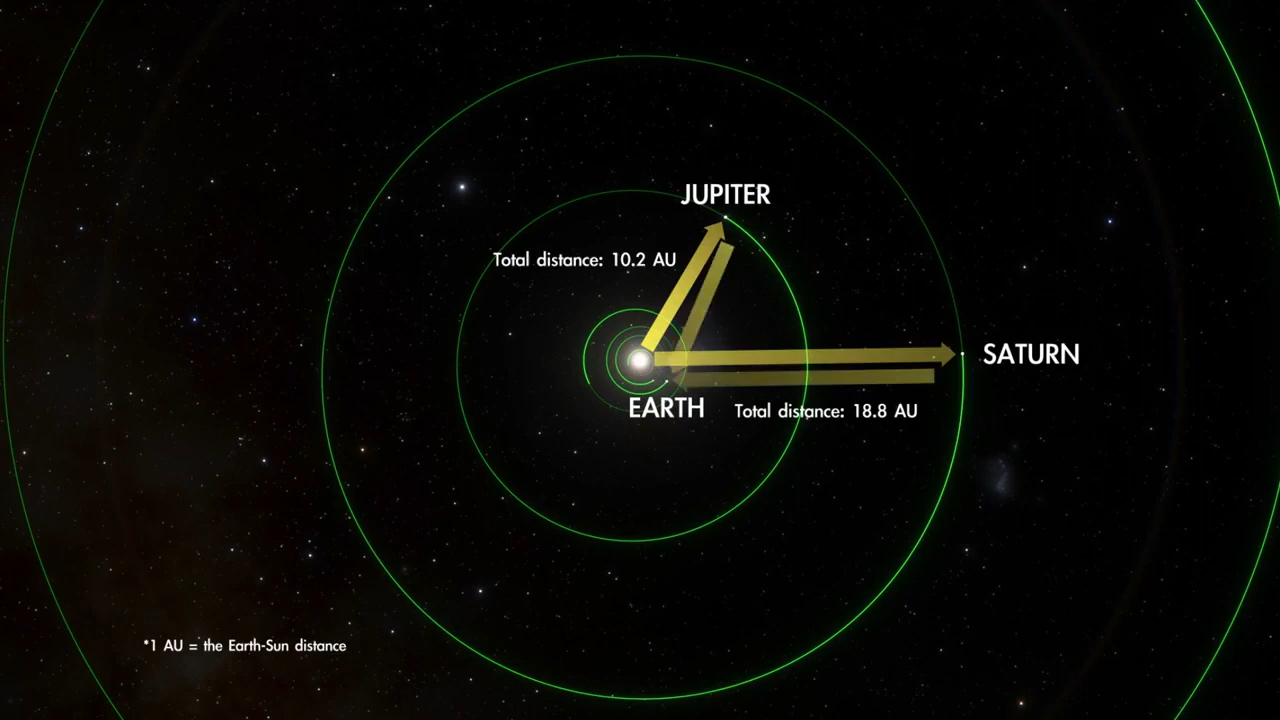 JUPITER
Total distance: 10.2 AU
SATURN
EARTH
Total distance: 18.8 AU
*1 AU = the Earth-Sun distance